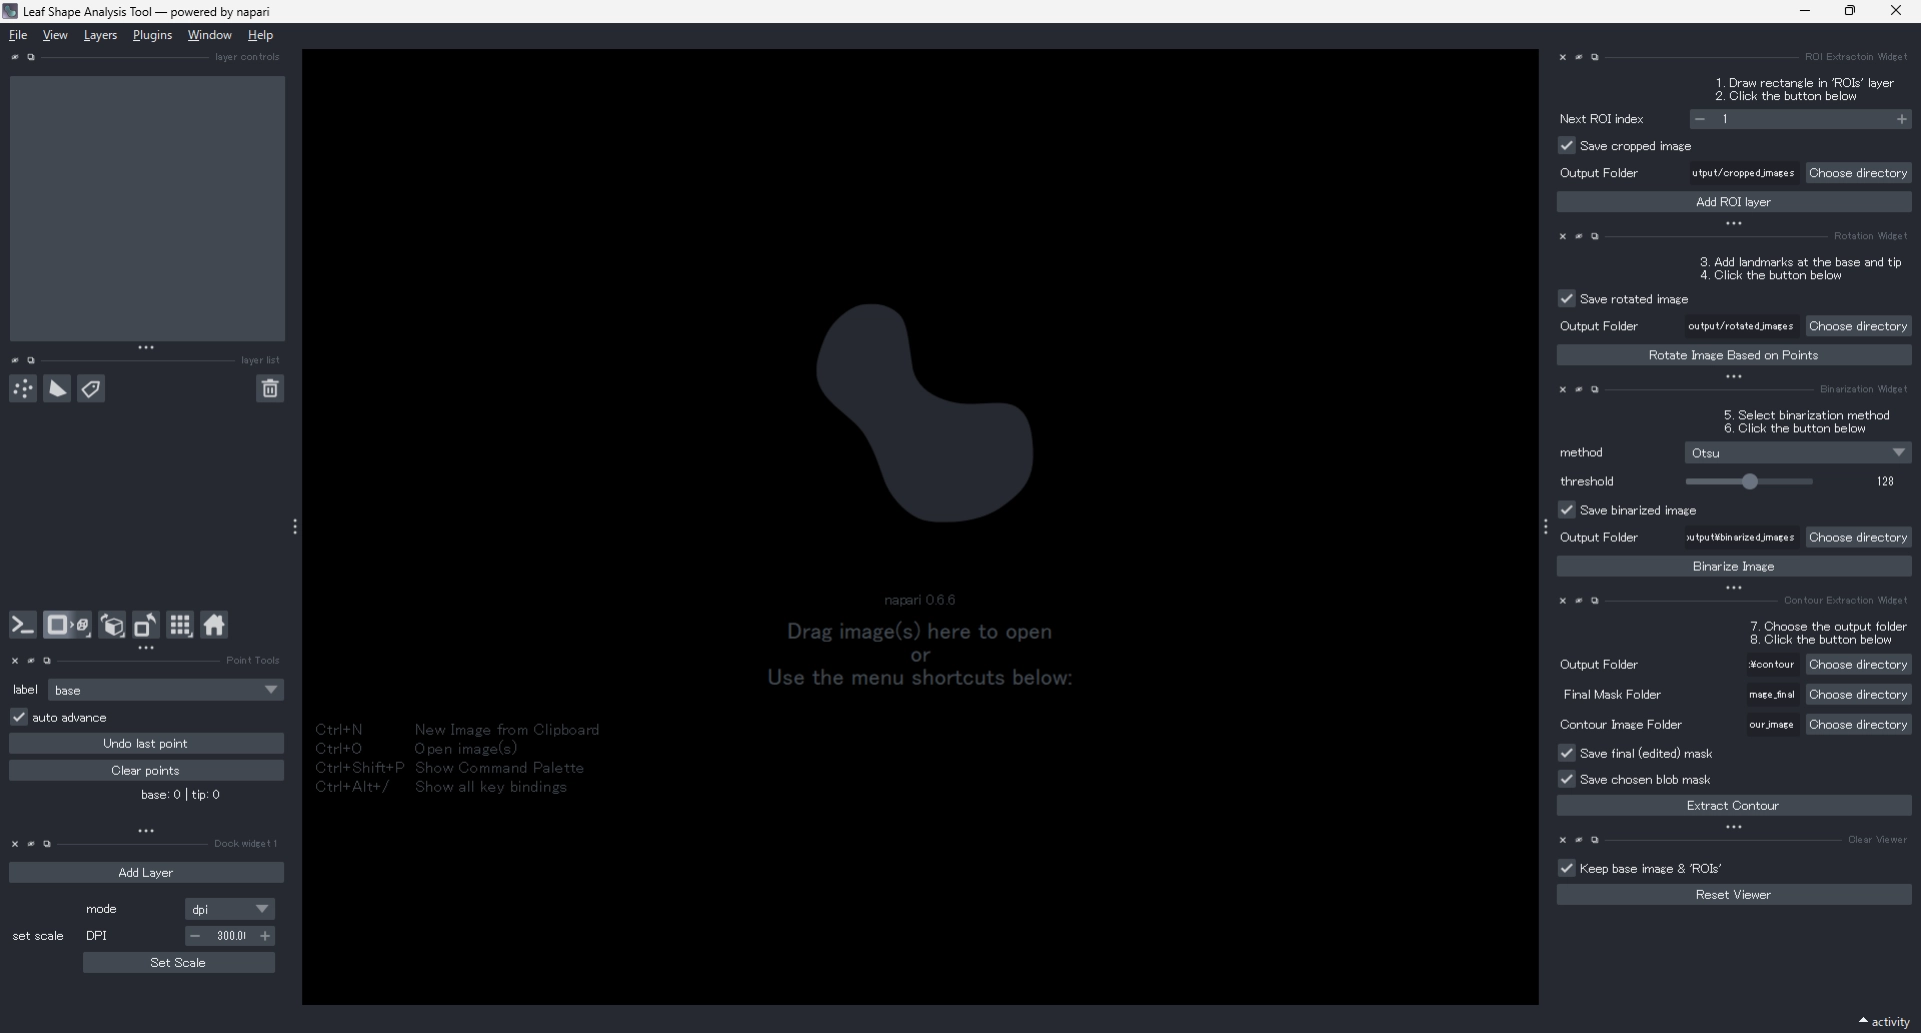 Leaf Shape Analysis Tool — powered by napari
File View Layers Plugins Window Help
layer controls
layer list
Point Tools
label base
auto advance
Undo last point
Clear points
base: 0 | tip: 0
Dock widget 1
Add Layer
mode dpi
set scale DPI 300.0
Set Scale
napari 0.6.6
Drag image(s) here to open
or
Use the menu shortcuts below:
Ctrl+N New Image from Clipboard
Ctrl+O Open image(s)
Ctrl+Shift+P Show Command Palette
Ctrl+Alt+/ Show all key bindings
ROI Extractoin Widget
1. Draw rectangle in 'ROIs' layer
2. Click the button below
Next ROI index 1
Save cropped image
Output Folder utput/cropped_images Choose directory
Add ROI layer
Rotation Widget
3. Add landmarks at the base and tip
4. Click the button below
Save rotated image
Output Folder output/rotated_images Choose directory
Rotate Image Based on Points
Binarization Widget
5. Select binarization method
6. Click the button below
method Otsu
threshold 128
Save binarized image
Output Folder output¥binarized_images Choose directory
Binarize Image
Contour Extraction Widget
7. Choose the output folder
8. Click the button below
Output Folder :¥contour Choose directory
Final Mask Folder mage_final Choose directory
Contour Image Folder our_image Choose directory
Save final (edited) mask
Save chosen blob mask
Extract Contour
Clear Viewer
Keep base image & 'ROIs'
Reset Viewer
activity